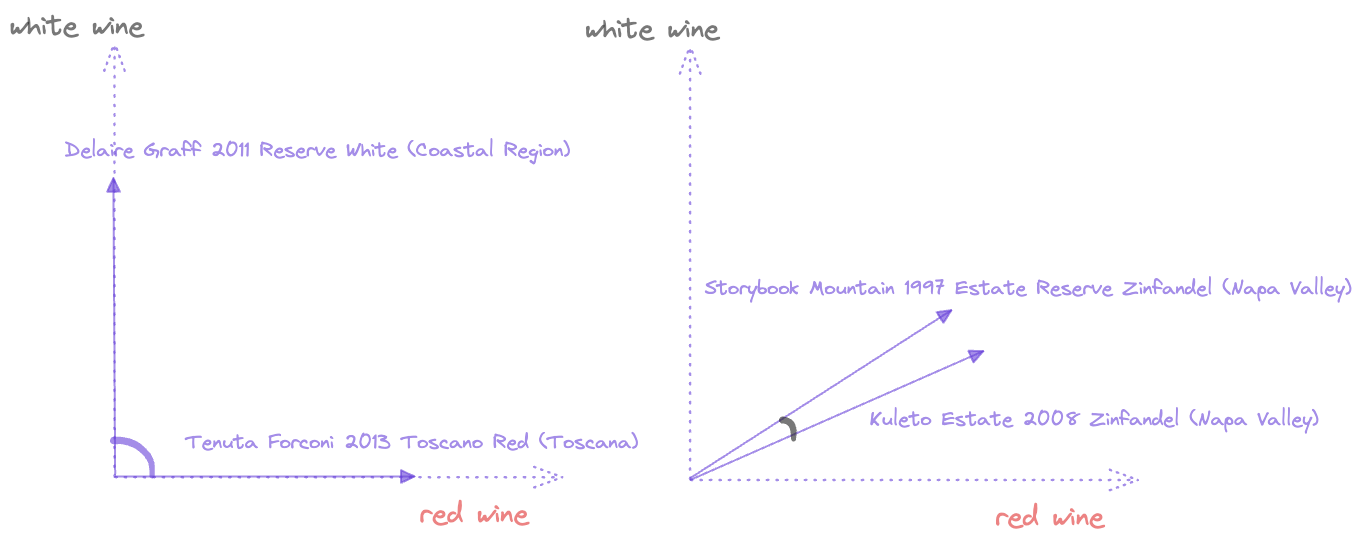 white wine
Delaire Graff 2011 Reserve White (Coastal Region)
Tenuta Forconi 2013 Toscano Red (Toscana)
red wine
white wine
Storybook Mountain 1997 Estate Reserve Zinfandel (Napa Valley)
Kuleto Estate 2008 Zinfandel (Napa Valley)
red wine